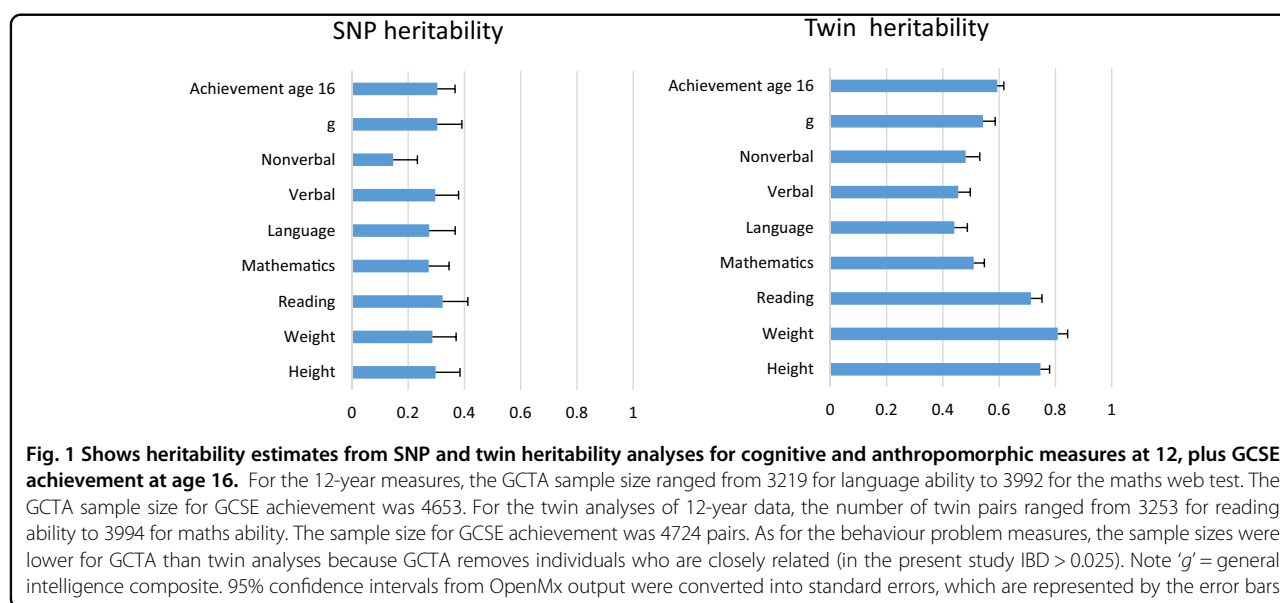 SNP heritability
Achievement age 16
g
Nonverbal
Verbal
Language
Mathematics
Reading
Weight
Height
0 0.2 0.4 0.6 0.8 1
Twin heritability
Achievement age 16
g
Nonverbal
Verbal
Language
Mathematics
Reading
Weight
Height
0 0.2 0.4 0.6 0.8 1
Fig. 1 Shows heritability estimates from SNP and twin heritability analyses for cognitive and anthropomorphic measures at 12, plus GCSE
achievement at age 16. For the 12-year measures, the GCTA sample size ranged from 3219 for language ability to 3992 for the maths web test. The
GCTA sample size for GCSE achievement was 4653. For the twin analyses of 12-year data, the number of twin pairs ranged from 3253 for reading
ability to 3994 for maths ability. The sample size for GCSE achievement was 4724 pairs. As for the behaviour problem measures, the sample sizes were
lower for GCTA than twin analyses because GCTA removes individuals who are closely related (in the present study IBD > 0.025). Note ‘g’ = general
intelligence composite. 95% confidence intervals from OpenMx output were converted into standard errors, which are represented by the error bars